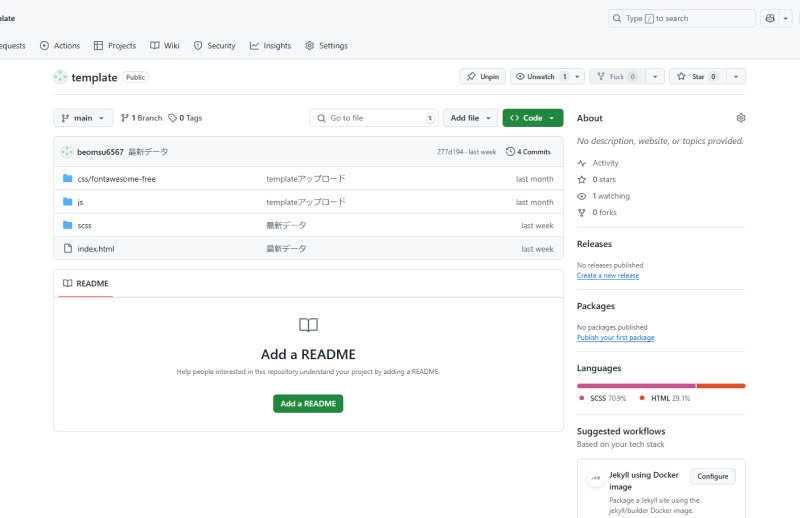 plate
Type / to search
equests Actions Projects Wiki Security Insights Settings
template Public
Unpin Unwatch 1 Fork 0 Star 0
main 1 Branch 0 Tags Go to file t Add file Code
beomsu6567 最新データ 277d194 · last week 4 Commits
css/fontawesome-free templateアップロード last month
js templateアップロード last month
scss 最新データ last week
index.html 最新データ last week
README
Add a README
Help people interested in this repository understand your project by adding a README.
Add a README
About
No description, website, or topics provided.
Activity
0 stars
1 watching
0 forks
Releases
No releases published
Create a new release
Packages
No packages published
Publish your first package
Languages
SCSS 70.9% HTML 29.1%
Suggested workflows
Based on your tech stack
Jekyll using Docker image
Configure
Package a Jekyll site using the
jekyll/builder Docker image.